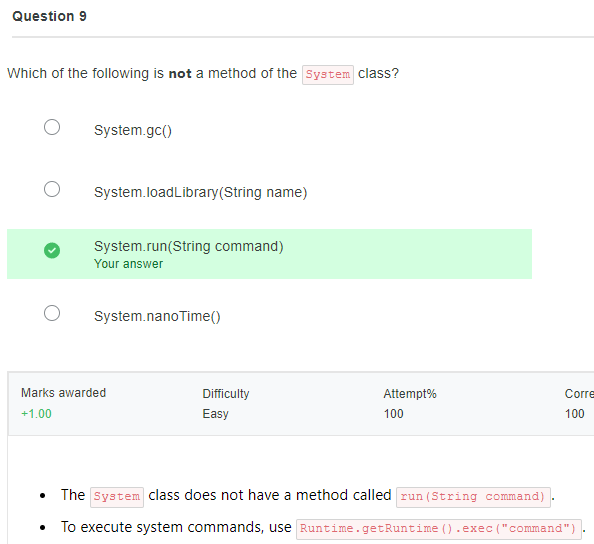 Question 9
Which of the following is not a method of the System class?
System.gc()
System.loadLibrary(String name)
System.run(String command)
Your answer
System.nanoTime()
Marks awarded Difficulty Attempt% Corre
+1.00 Easy 100 100
• The System class does not have a method called run(String command).
• To execute system commands, use Runtime.getRuntime().exec("command").